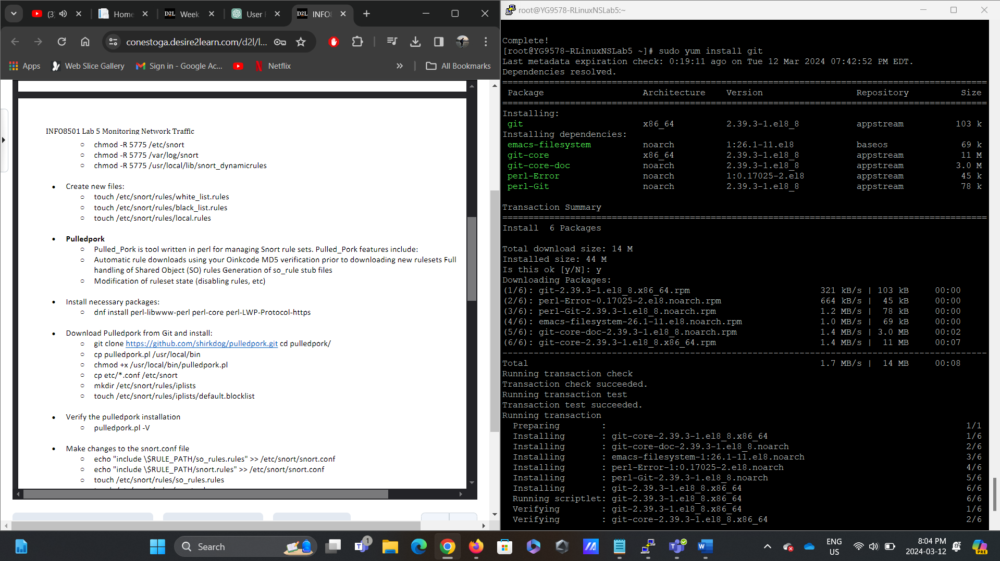 (3)
Home
D2L Week
User
D2L INFO
root@YG9578-RLinuxNSLab5:~
conestoga.desire2learn.com/d2l/l...
Apps
Web Slice Gallery
Sign in - Google Ac...
Netflix
»
All Bookmarks
INFO8501 Lab 5 Monitoring Network Traffic
○ chmod -R 5775 /etc/snort
○ chmod -R 5775 /var/log/snort
○ chmod -R 5775 /usr/local/lib/snort_dynamicrules
• Create new files:
○ touch /etc/snort/rules/white_list.rules
○ touch /etc/snort/rules/black_list.rules
○ touch /etc/snort/rules/local.rules
• Pulledpork
○ Pulled_Pork is tool written in perl for managing Snort rule sets. Pulled_Pork features include:
○ Automatic rule downloads using your Oinkcode MD5 verification prior to downloading new rulesets Full
handling of Shared Object (SO) rules Generation of so_rule stub files
○ Modification of ruleset state (disabling rules, etc)
• Install necessary packages:
○ dnf install perl-libwww-perl perl-core perl-LWP-Protocol-https
• Download Pulledpork from Git and install:
○ git clone https://github.com/shirkdog/pulledpork.git cd pulledpork/
○ cp pulledpork.pl /usr/local/bin
○ chmod +x /usr/local/bin/pulledpork.pl
○ cp etc/*.conf /etc/snort
○ mkdir /etc/snort/rules/iplists
○ touch /etc/snort/rules/iplists/default.blocklist
• Verify the pulledpork installation
○ pulledpork.pl -V
• Make changes to the snort.conf file
○ echo "include \$RULE_PATH/so_rules.rules" >> /etc/snort/snort.conf
○ echo "include \$RULE_PATH/snort.rules" >> /etc/snort/snort.conf
○ touch /etc/snort/rules/so_rules.rules
Complete!
[root@YG9578-RLinuxNSLab5 ~]# sudo yum install git
Last metadata expiration check: 0:19:11 ago on Tue 12 Mar 2024 07:42:52 PM EDT.
Dependencies resolved.
Package Architecture Version Repository Size
Installing:
git x86_64 2.39.3-1.el8_8 appstream 103 k
Installing dependencies:
emacs-filesystem noarch 1:26.1-11.el8 baseos 69 k
git-core x86_64 2.39.3-1.el8_8 appstream 11 M
git-core-doc noarch 2.39.3-1.el8_8 appstream 3.0 M
perl-Error noarch 1:0.17025-2.el8 appstream 45 k
perl-Git noarch 2.39.3-1.el8_8 appstream 78 k
Transaction Summary
Install 6 Packages
Total download size: 14 M
Installed size: 44 M
Is this ok [y/N]: y
Downloading Packages:
(1/6): git-2.39.3-1.el8_8.x86_64.rpm 321 kB/s | 103 kB 00:00
(2/6): perl-Error-0.17025-2.el8.noarch.rpm 664 kB/s | 45 kB 00:00
(3/6): perl-Git-2.39.3-1.el8_8.noarch.rpm 1.2 MB/s | 78 kB 00:00
(4/6): emacs-filesystem-26.1-11.el8.noarch.rpm 1.0 MB/s | 69 kB 00:00
(5/6): git-core-doc-2.39.3-1.el8_8.noarch.rpm 1.4 MB/s | 3.0 MB 00:02
(6/6): git-core-2.39.3-1.el8_8.x86_64.rpm 1.4 MB/s | 11 MB 00:07
Total 1.7 MB/s | 14 MB 00:08
Running transaction check
Transaction check succeeded.
Running transaction test
Transaction test succeeded.
Running transaction
Preparing : 1/1
Installing : git-core-2.39.3-1.el8_8.x86_64 1/6
Installing : git-core-doc-2.39.3-1.el8_8.noarch 2/6
Installing : emacs-filesystem-1:26.1-11.el8.noarch 3/6
Installing : perl-Error-1:0.17025-2.el8.noarch 4/6
Installing : perl-Git-2.39.3-1.el8_8.noarch 5/6
Installing : git-2.39.3-1.el8_8.x86_64 6/6
Running scriptlet: git-2.39.3-1.el8_8.x86_64 6/6
Verifying : git-2.39.3-1.el8_8.x86_64 1/6
Verifying : git-core-2.39.3-1.el8_8.x86_64 2/6
Search
1
ENG
US
8:04 PM
2024-03-12
PRE